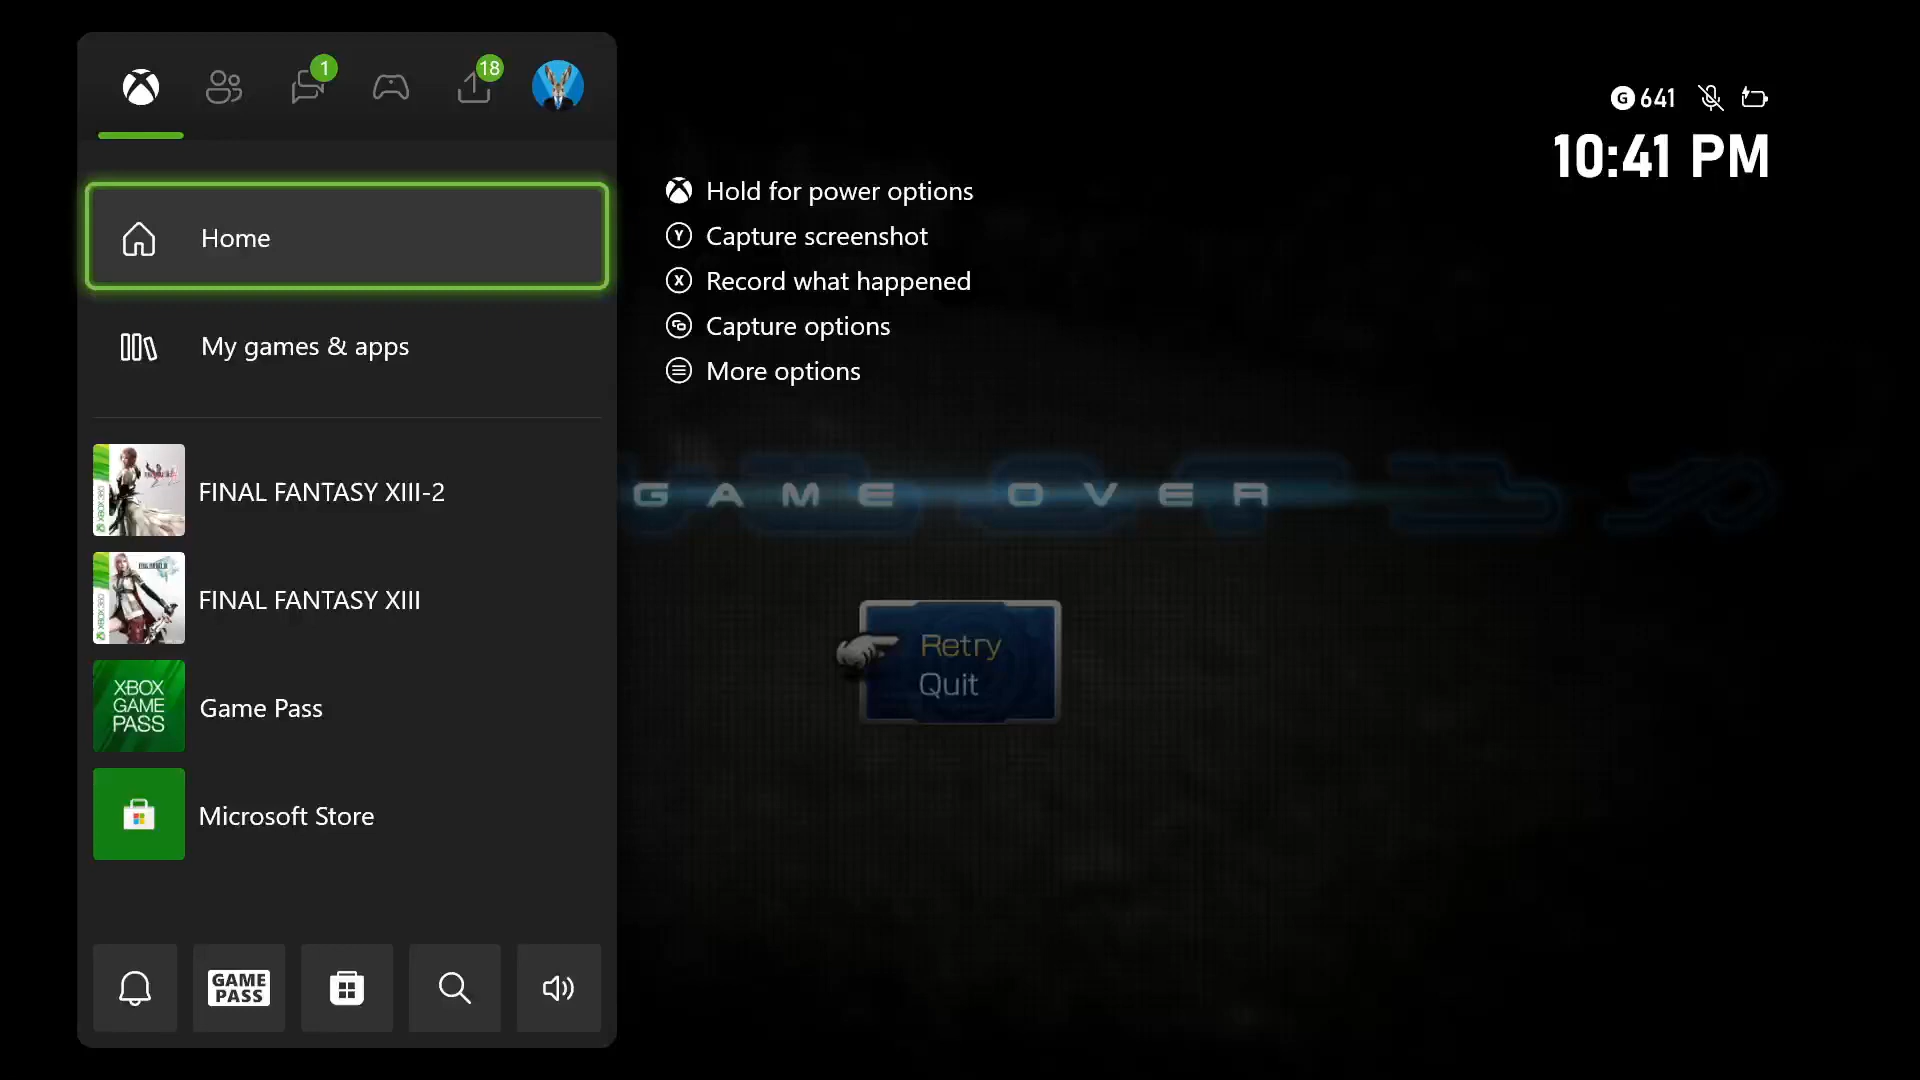 1
18
G 641
10:41 PM
Home
My games & apps
FINAL FANTASY XIII-2
FINAL FANTASY XIII
XBOX
GAME
PASS
Game Pass
Microsoft Store
GAME
PASS
Hold for power options
Y Capture screenshot
X Record what happened
Capture options
More options
GAME OVER
Retry
Quit